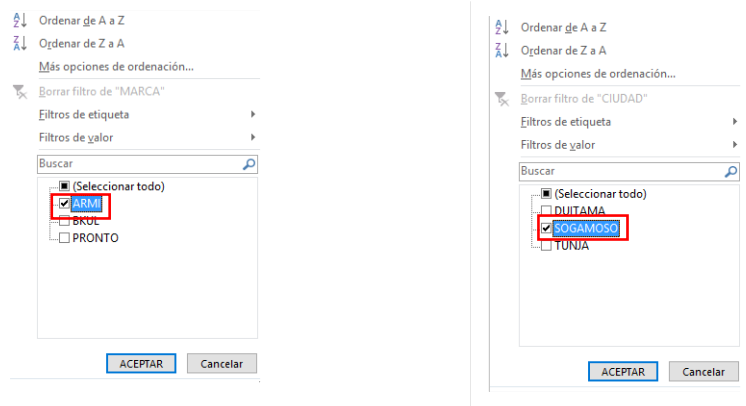 Ordenar de A a Z
Ordenar de Z a A
Más opciones de ordenación...
Borrar filtro de "MARCA"
Filtros de etiqueta
Filtros de valor
Buscar
(Seleccionar todo)
ARMI
BKUL
PRONTO
ACEPTAR
Cancelar
Ordenar de A a Z
Ordenar de Z a A
Más opciones de ordenación...
Borrar filtro de "CIUDAD"
Filtros de etiqueta
Filtros de valor
Buscar
(Seleccionar todo)
DUITAMA
SOGAMOSO
TUNJA
ACEPTAR
Cancelar